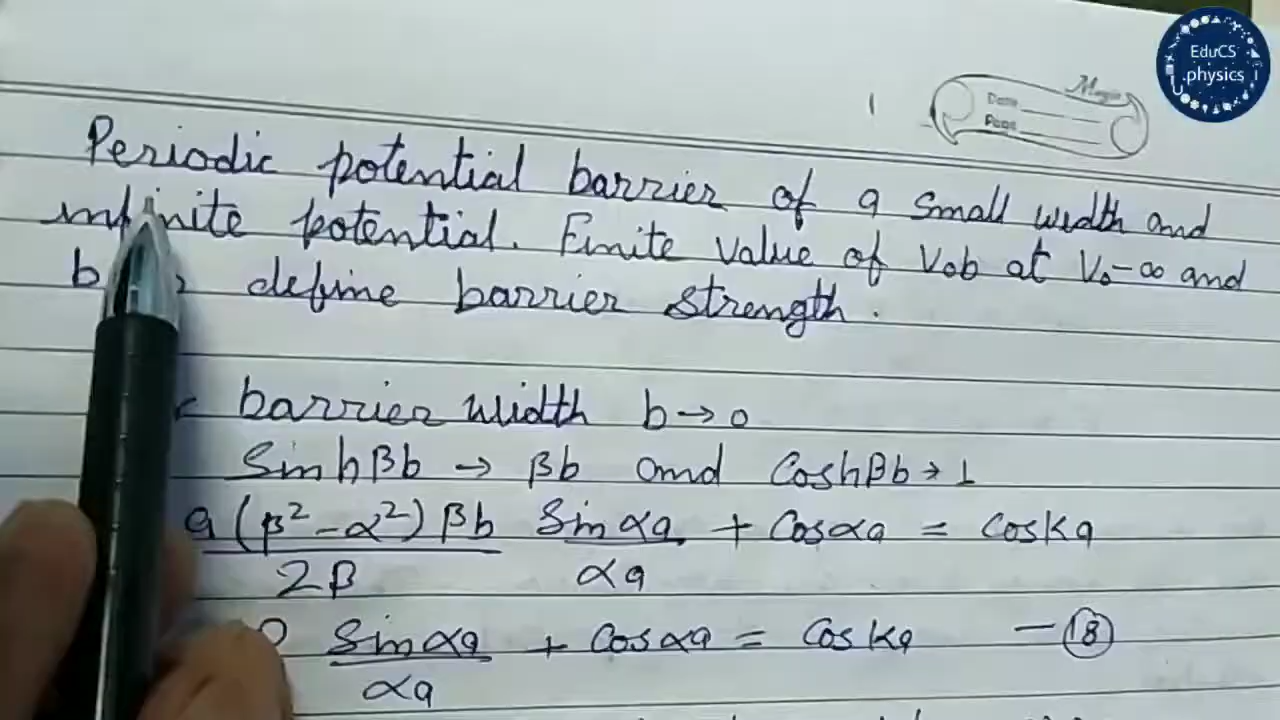 EduCS
physics
Magic
Date
Page
Periodic potential barrier of a small width and
infinite potential. Finite value of V₀b at V₀-∞ and
b define barrier strength.
barrier width b→0
Sinhβb → βb and Coshβb→1
a(β²-α²)βb/2β Sinαa/αa + Cosαa = CosKa
Sinαa/αa + Cosαa = CosKa — ⑱